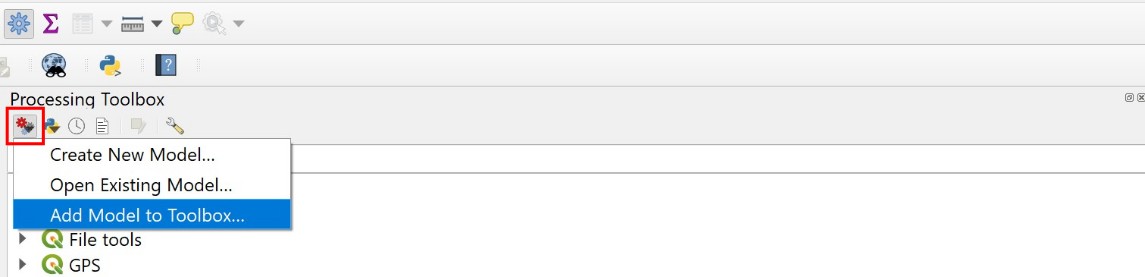 Processing Toolbox
Create New Model...
Open Existing Model...
Add Model to Toolbox...
File tools
GPS